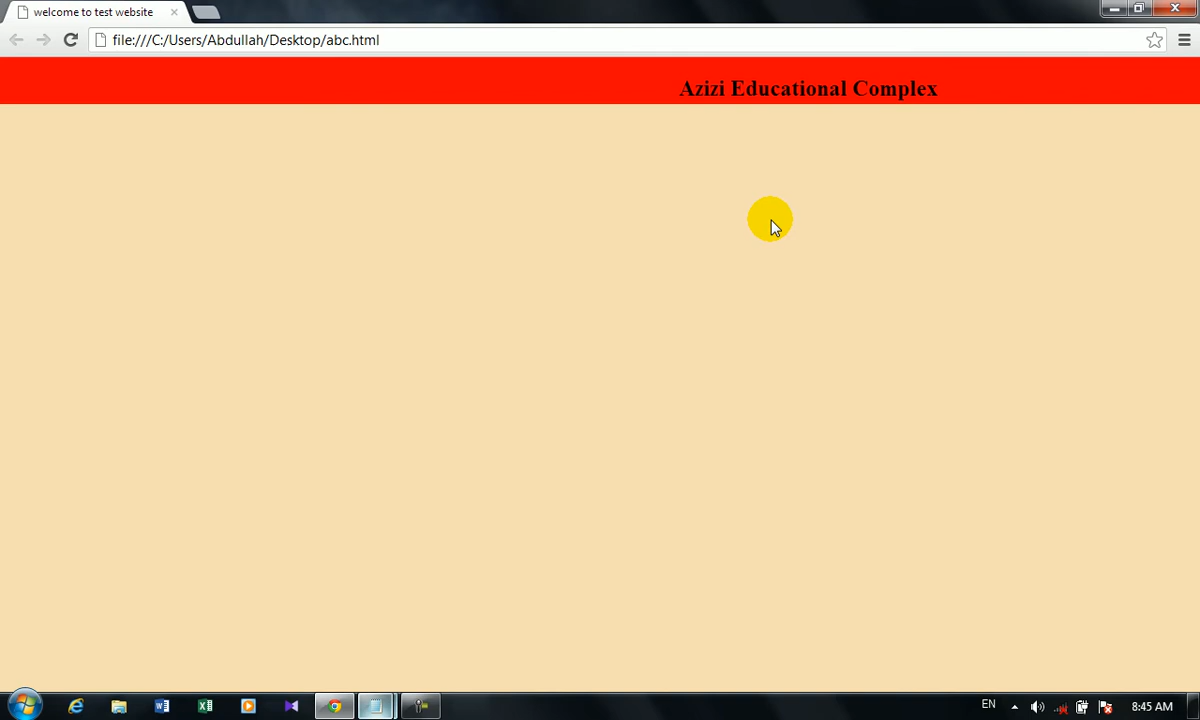 welcome to test website
file:///C:/Users/Abdullah/Desktop/abc.html
Azizi Educational Complex
EN
8:45 AM